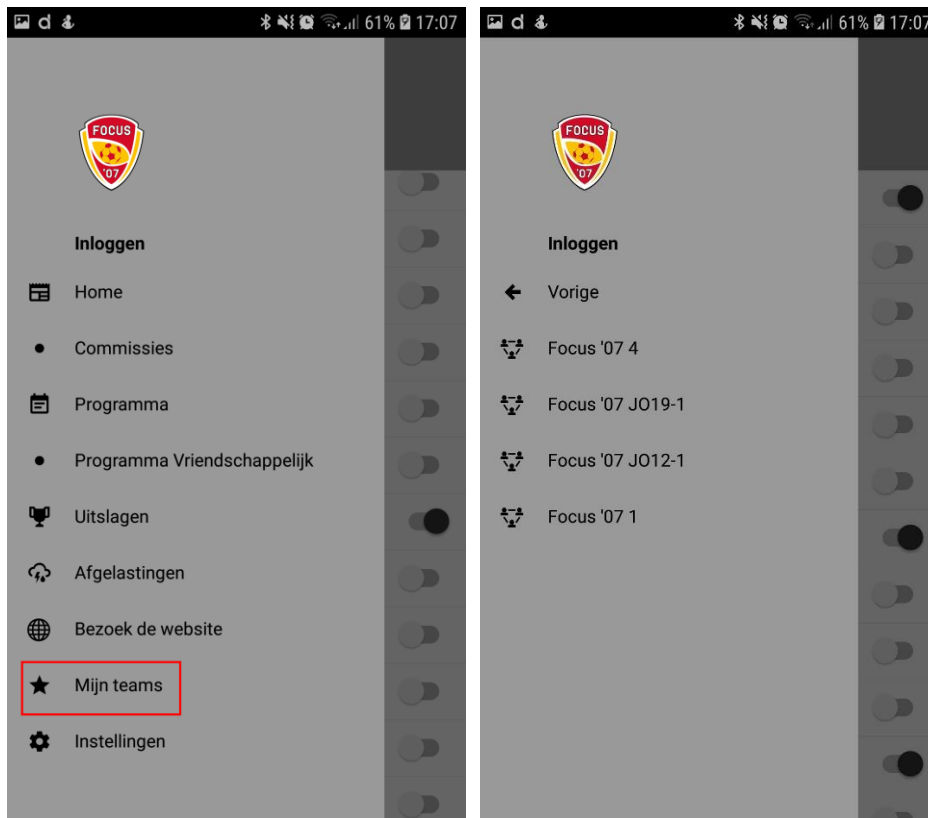 d 61% 17:07
FOCUS
'07
Inloggen
Home
Commissies
Programma
Programma Vriendschappelijk
Uitslagen
Afgelastingen
Bezoek de website
Mijn teams
Instellingen
d 61% 17:07
FOCUS
'07
Inloggen
Vorige
Focus '07 4
Focus '07 JO19-1
Focus '07 JO12-1
Focus '07 1